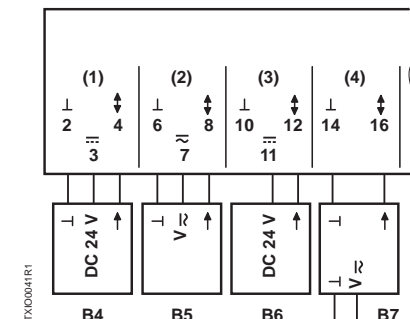 (1) (2) (3) (4)
⊥ ↕ ⊥ ↕ ⊥ ↕ ⊥ ↕
2 4 6 8 10 12 14 16
⎓ ≂ ⎓
3 7 11
⊥ DC 24 V ↑
⊥ V ≂ ↑
DC 24 V ↑
⊥ ↑
⊥ V ≂
B4 B5 B6 B7
TXIO0041R1